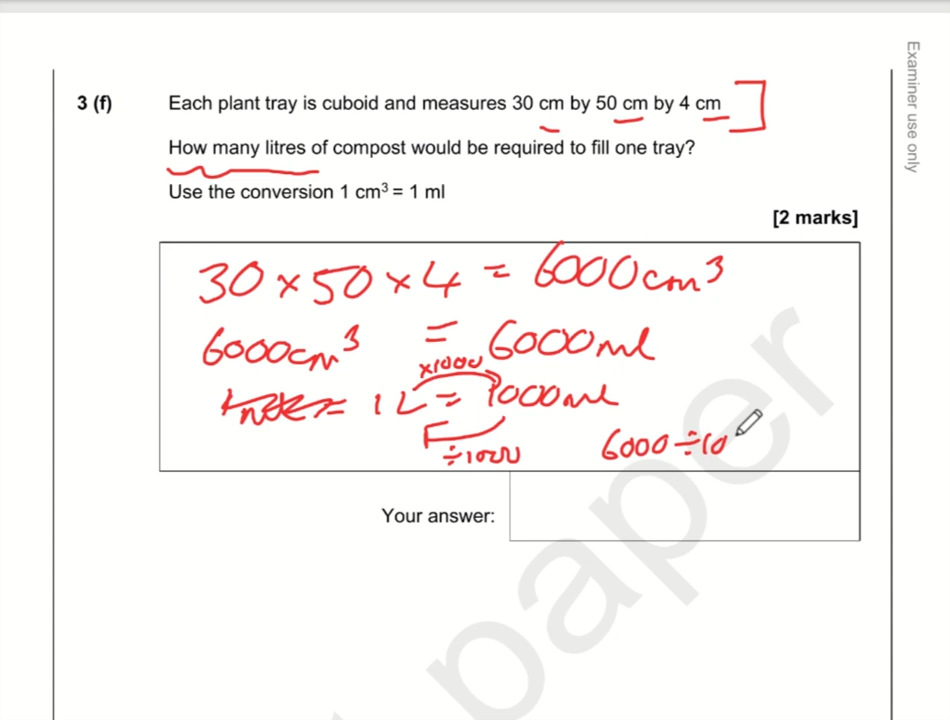 Examiner use only
3 (f) Each plant tray is cuboid and measures 30 cm by 50 cm by 4 cm
How many litres of compost would be required to fill one tray?
Use the conversion 1 cm³ = 1 ml
[2 marks]
30 × 50 × 4 = 6000cm³
6000cm³ = 6000ml
×1000
= 1 L = 1000ml
÷1000
6000 ÷ 10
Your answer:
paper